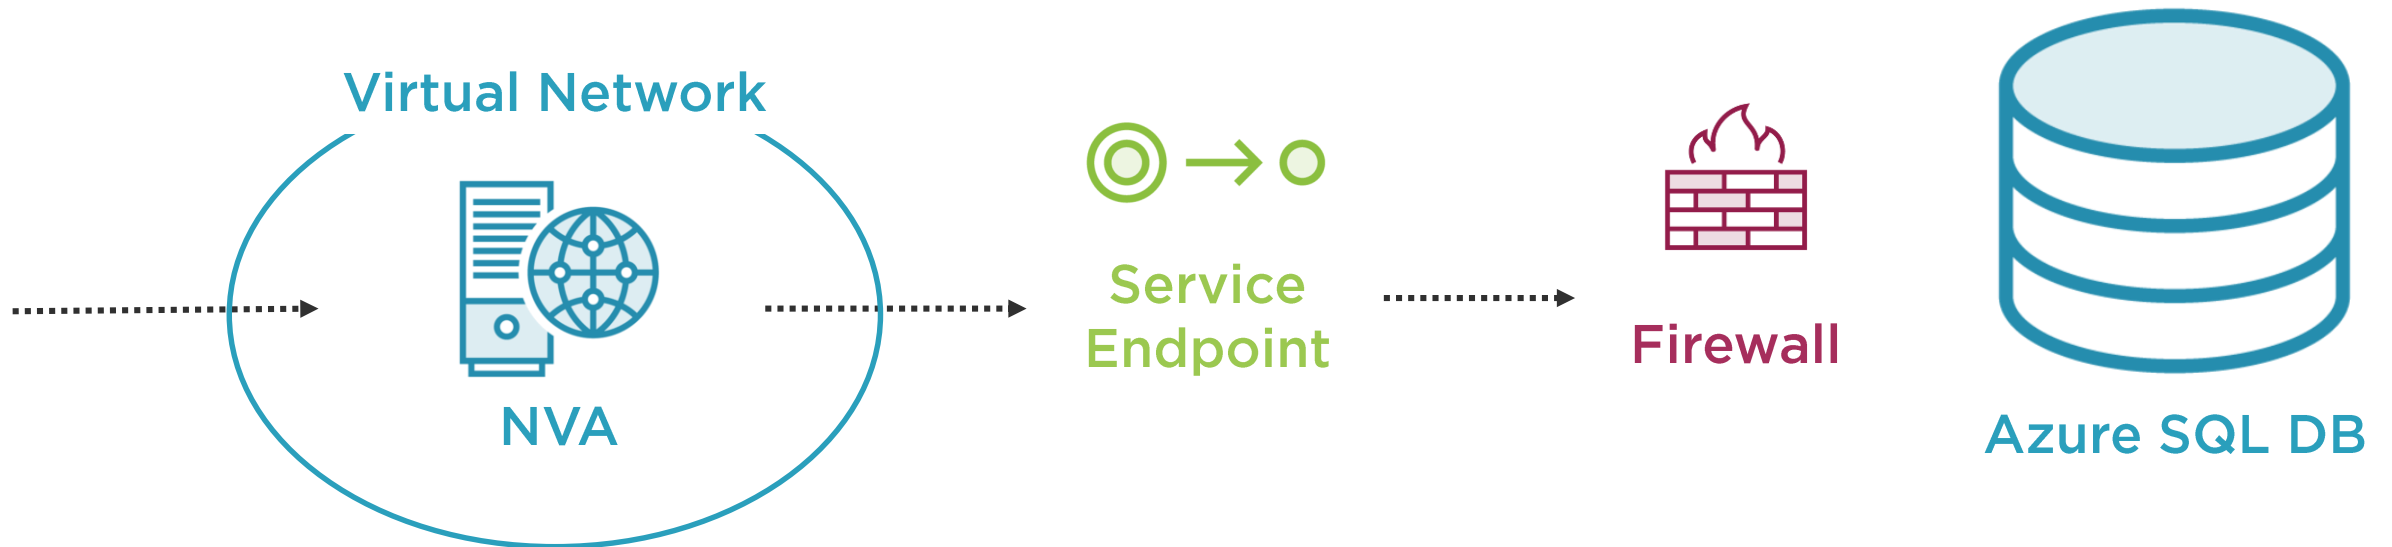 Virtual Network
NVA
Service
Endpoint
Firewall
Azure SQL DB